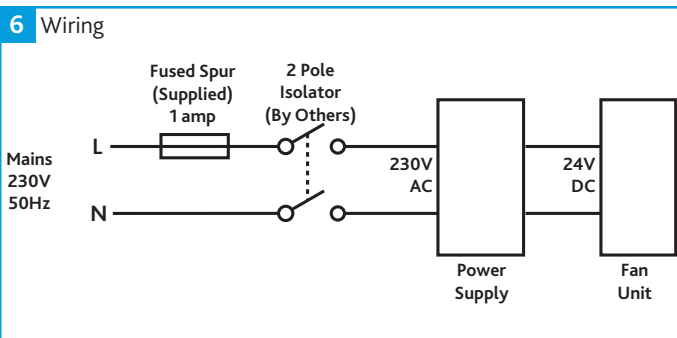 6 Wiring
Fused Spur
(Supplied)
1 amp
2 Pole
Isolator
(By Others)
Mains
230V
50Hz
L
N
230V
AC
24V
DC
Power
Supply
Fan
Unit